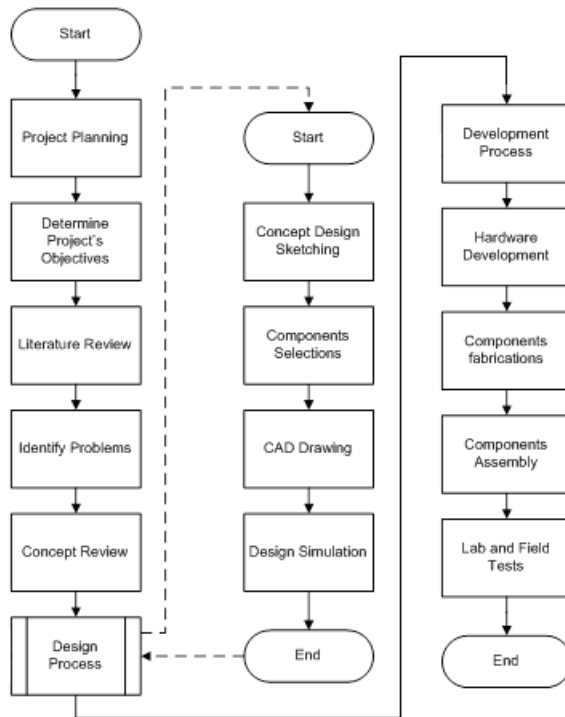 Start
Project Planning
Determine
Project's
Objectives
Literature Review
Identify Problems
Concept Review
Design
Process
Start
Concept Design
Sketching
Components
Selections
CAD Drawing
Design Simulation
End
Development
Process
Hardware
Development
Components
fabrications
Components
Assembly
Lab and Field
Tests
End